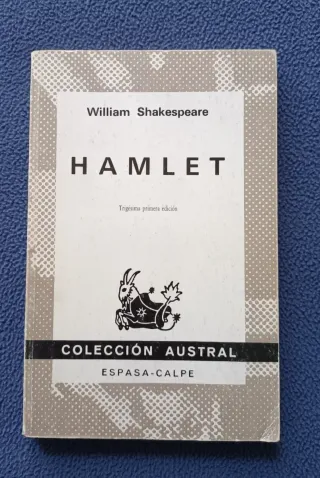 William Shakespeare
HAMLET
Trigésima primera edición
COLECCIÓN AUSTRAL
ESPASA-CALPE